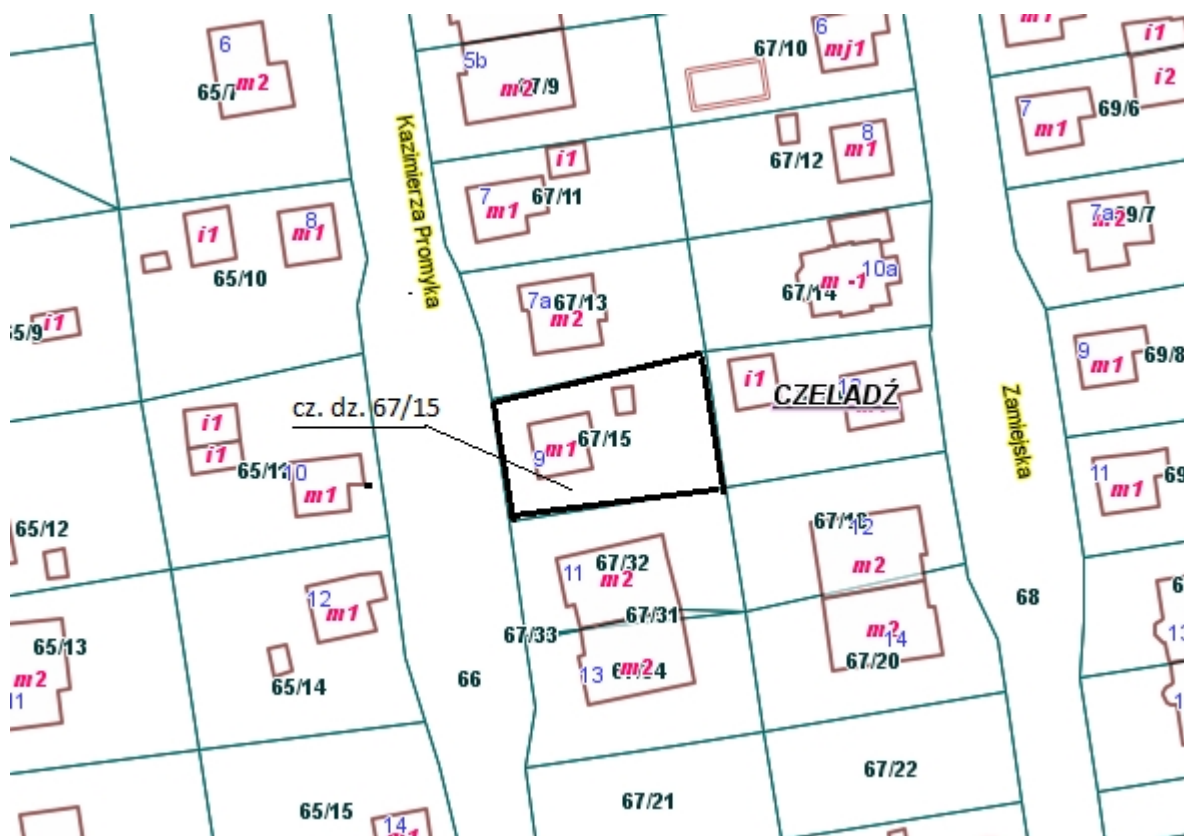 6
65/7
m2
5b
m2
67/9
67/10
6
mj1
m1
i1
i2
7
69/6
m1
Kazimierza Promyka
i1
7
m1
67/11
67/12
8
m1
7a
69/7
m2
i1
8
m1
65/10
7a
67/13
m2
67/14
m -1
10a
65/9
i1
9
m1
69/8
i1
i1
65/11
10
m1
cz. dz. 67/15
m1
67/15
9
i1
CZELADŹ
Zamiejska
11
m1
65/12
67/32
11
m2
12
m2
12
m1
67/31
67/33
68
65/13
m2
65/14
66
13
m2
m2
14
67/20
13
65/15
14
67/21
67/22